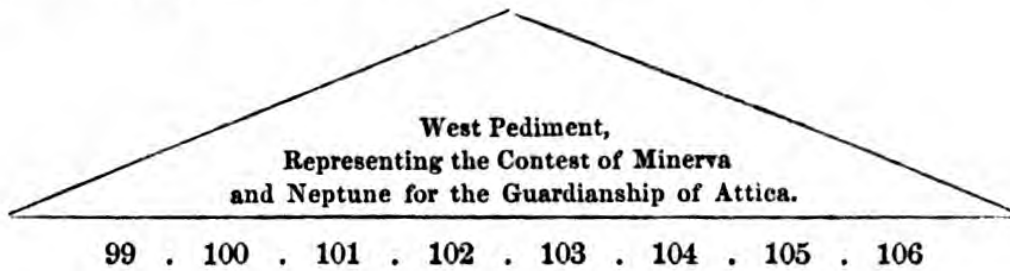 West Pediment,
Representing the Contest of Minerva
and Neptune for the Guardianship of Attica.
99 . 100 . 101 . 102 . 103 . 104 . 105 . 106